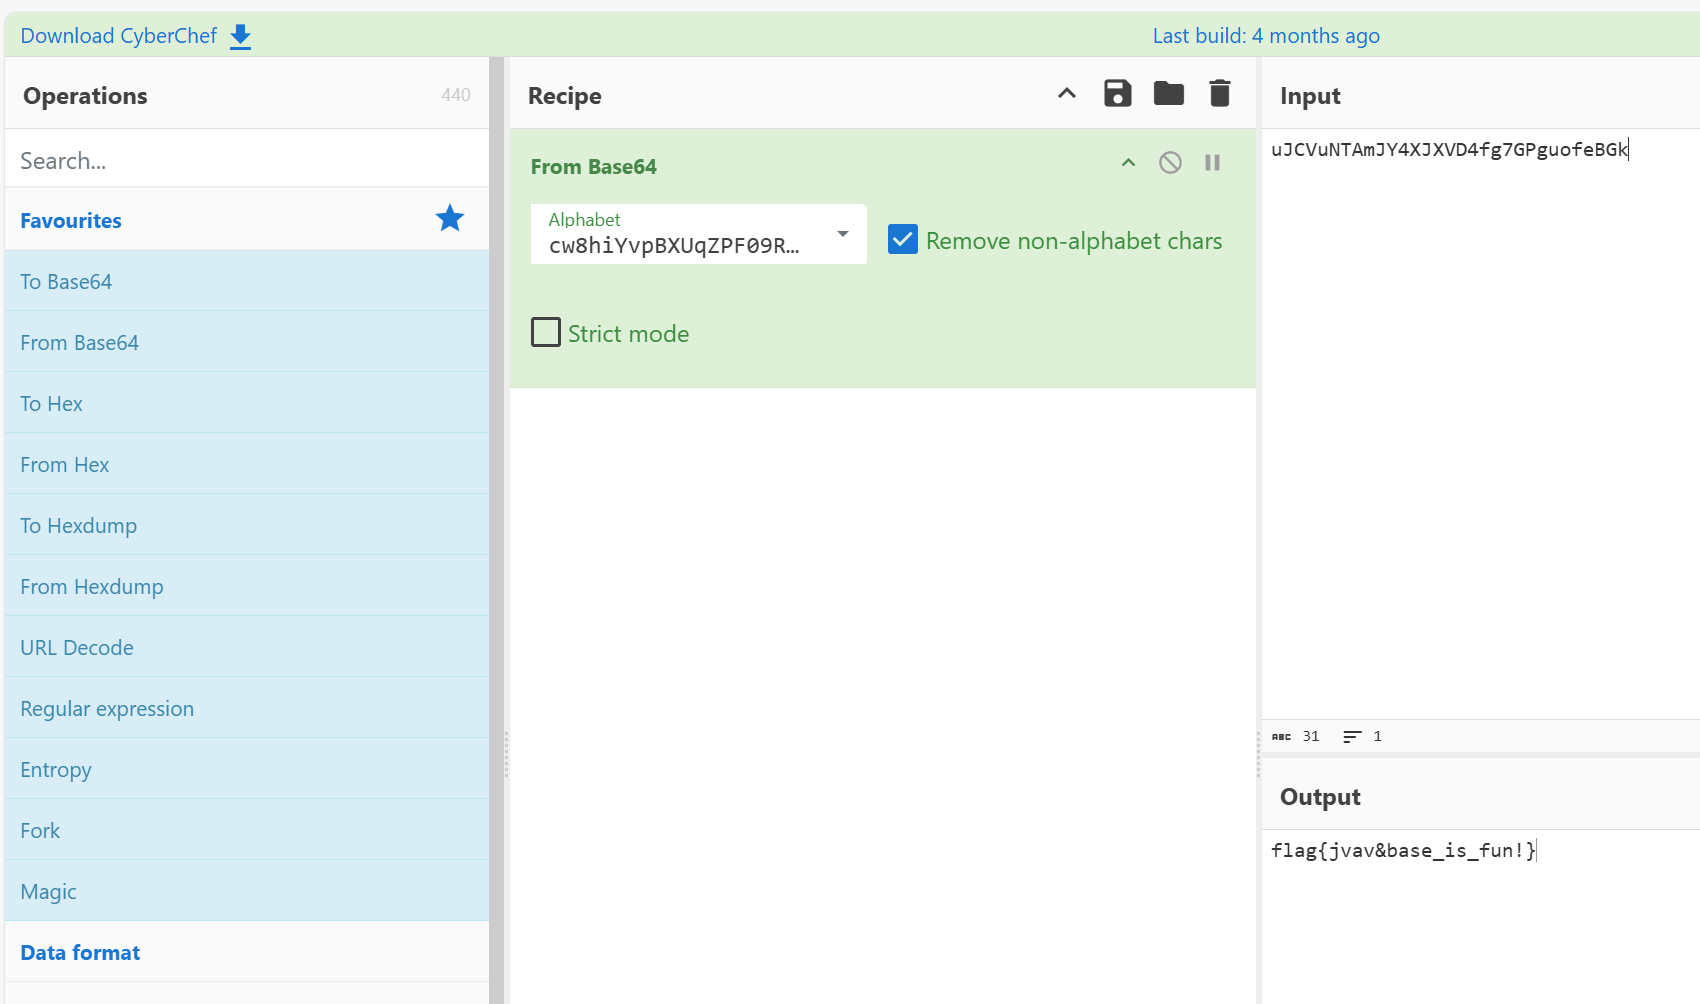 Download CyberChef
Last build: 4 months ago
Operations
440
Search...
Favourites
To Base64
From Base64
To Hex
From Hex
To Hexdump
From Hexdump
URL Decode
Regular expression
Entropy
Fork
Magic
Data format
Recipe
From Base64
Alphabet
cw8hiYvpBXUqZPF09R…
Remove non-alphabet chars
Strict mode
Input
uJCVuNTAmJY4XJXVD4fg7GPguofeBGk
ABC 31 1
Output
flag{jvav&base_is_fun!}